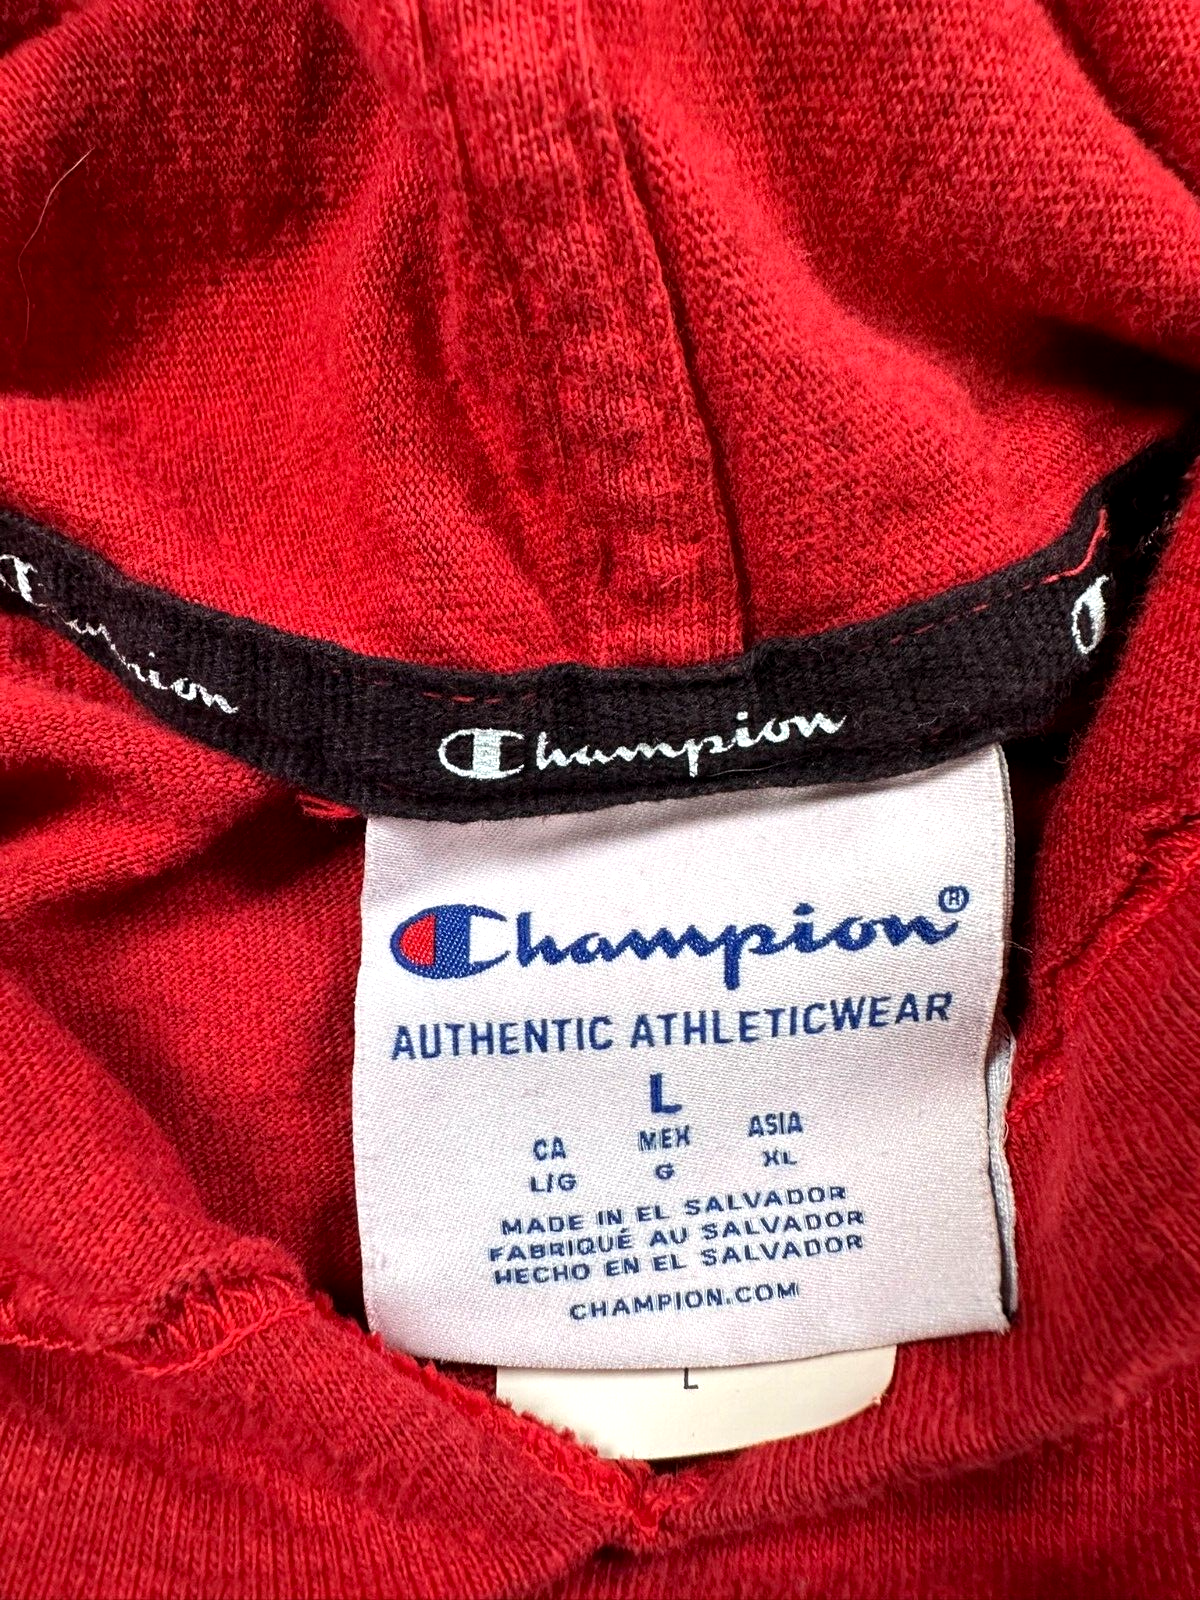 Champion
Champion
C
Champion®
AUTHENTIC ATHLETICWEAR
L
CA MEX ASIA
L/G G XL
MADE IN EL SALVADOR
FABRIQUÉ AU SALVADOR
HECHO EN EL SALVADOR
CHAMPION.COM
L